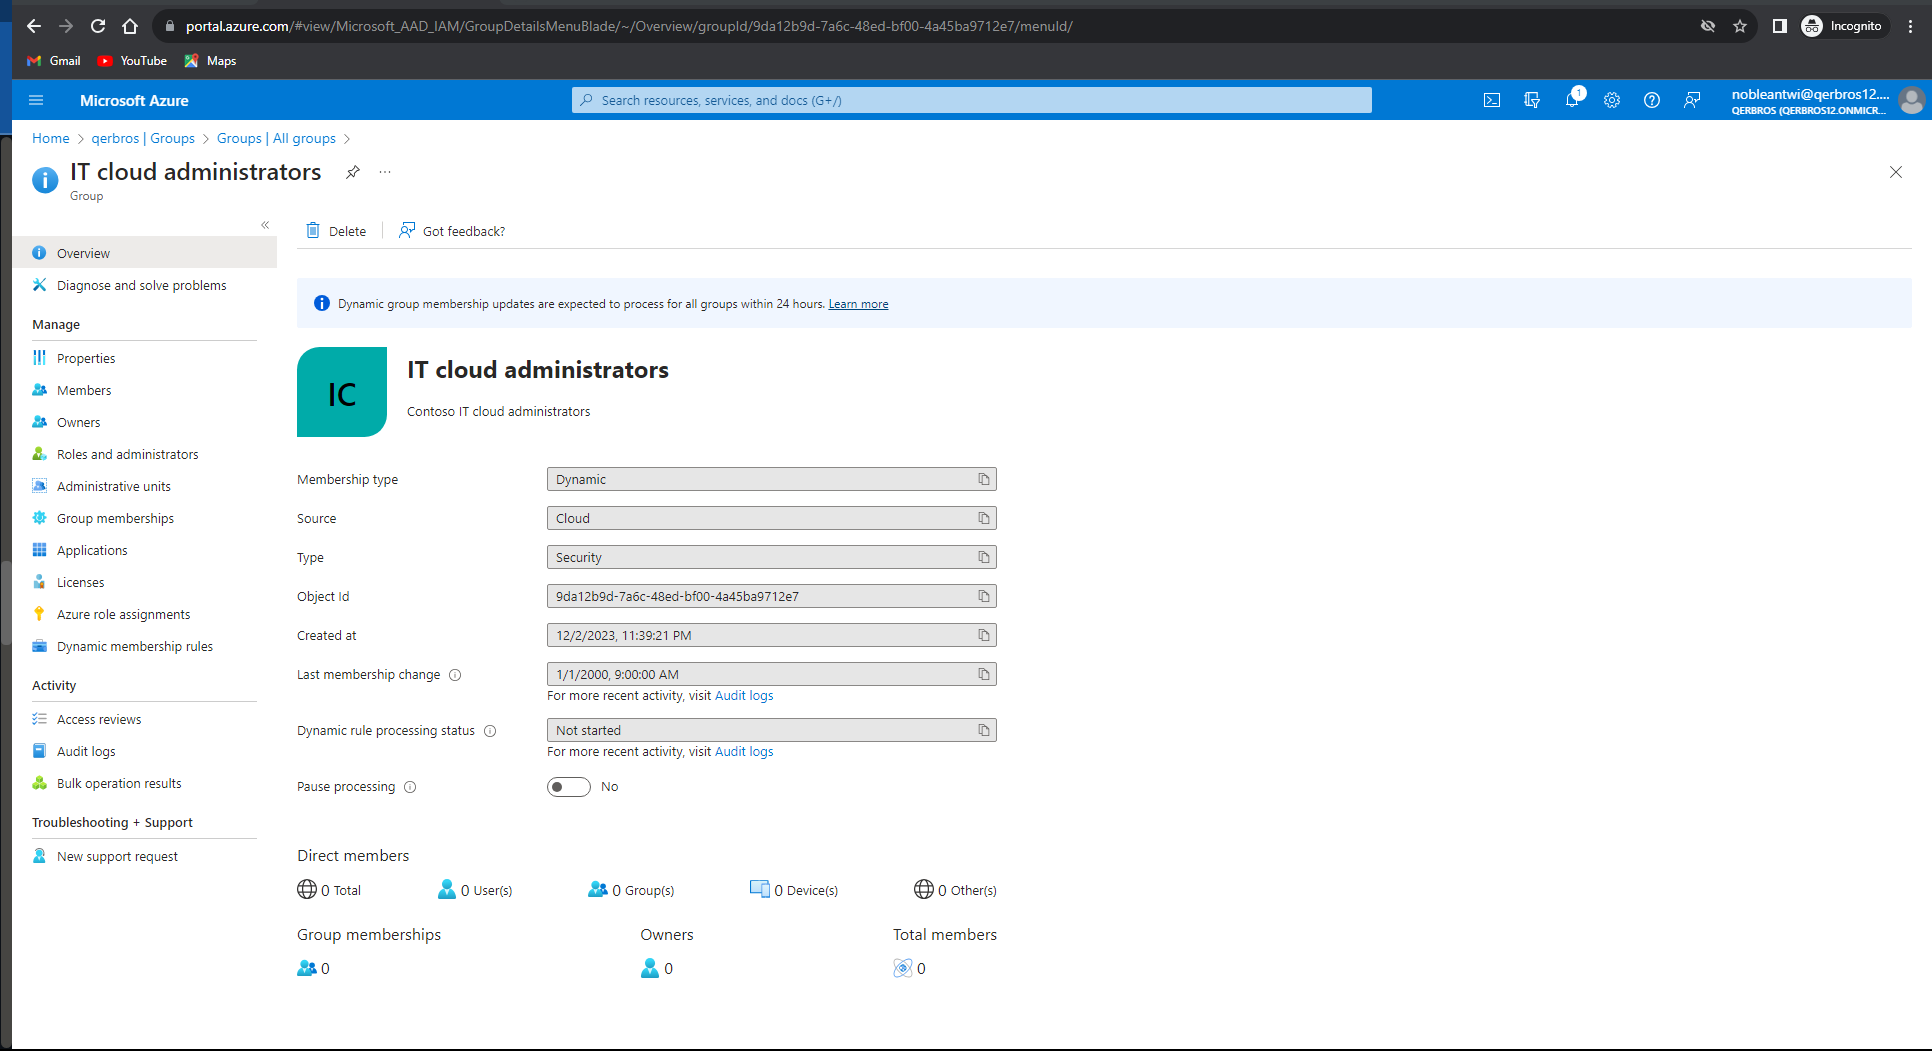 portal.azure.com/#view/Microsoft_AAD_IAM/GroupDetailsMenuBlade/~/Overview/groupId/9da12b9d-7a6c-48ed-bf00-4a45ba9712e7/menuId/
Incognito
Gmail
YouTube
Maps
Microsoft Azure
Search resources, services, and docs (G+/)
1
nobleantwi@qerbros12....
QERBROS (QERBROS12.ONMICR...
Home > qerbros | Groups > Groups | All groups >
IT cloud administrators
...
Group
«
Delete
Got feedback?
Overview
Diagnose and solve problems
Manage
Properties
Members
Owners
Roles and administrators
Administrative units
Group memberships
Applications
Licenses
Azure role assignments
Dynamic membership rules
Activity
Access reviews
Audit logs
Bulk operation results
Troubleshooting + Support
New support request
Dynamic group membership updates are expected to process for all groups within 24 hours. Learn more
IC
IT cloud administrators
Contoso IT cloud administrators
Membership type
Dynamic
Source
Cloud
Type
Security
Object Id
9da12b9d-7a6c-48ed-bf00-4a45ba9712e7
Created at
12/2/2023, 11:39:21 PM
Last membership change
1/1/2000, 9:00:00 AM
For more recent activity, visit Audit logs
Dynamic rule processing status
Not started
For more recent activity, visit Audit logs
Pause processing
No
Direct members
0 Total
0 User(s)
0 Group(s)
0 Device(s)
0 Other(s)
Group memberships
Owners
Total members
0
0
0